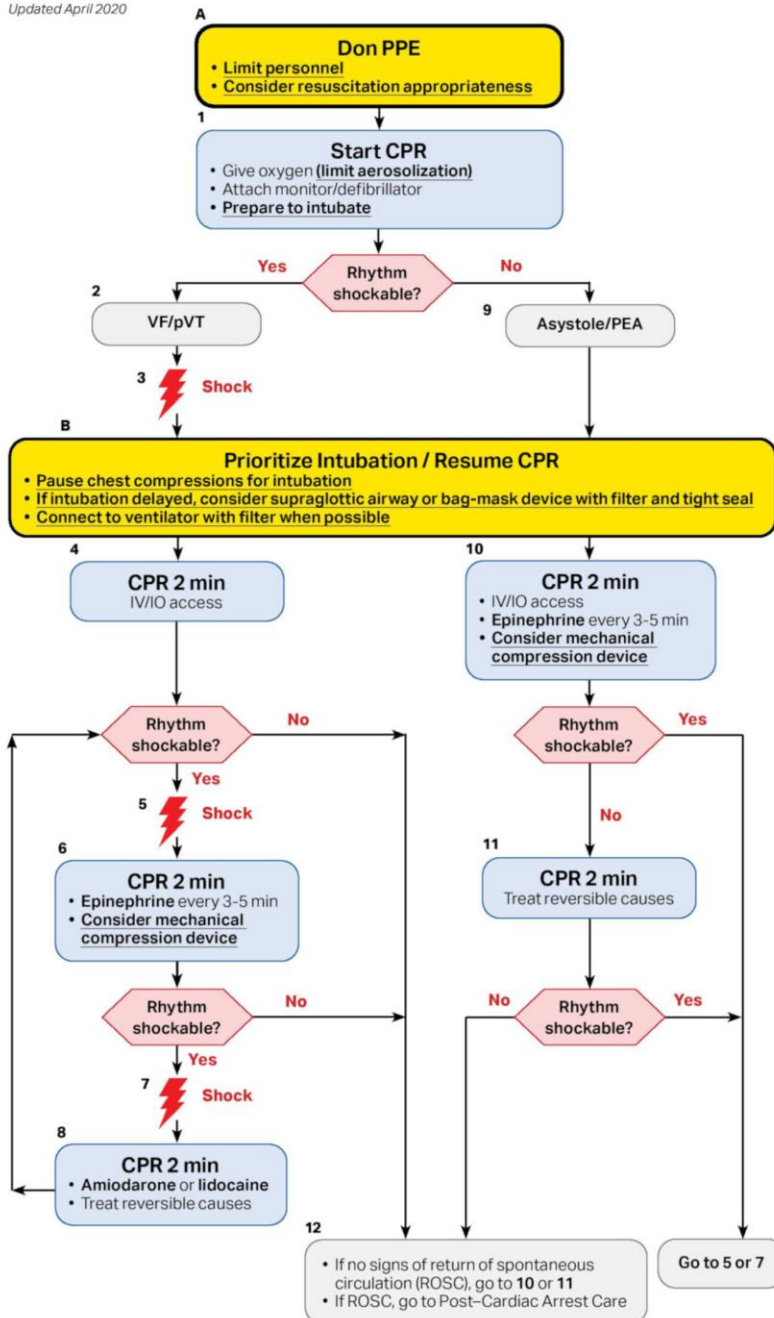 Updated April 2020
A
Don PPE
• Limit personnel
• Consider resuscitation appropriateness
1
Start CPR
• Give oxygen (limit aerosolization)
• Attach monitor/defibrillator
• Prepare to intubate
Yes
Rhythm
shockable?
No
2
VF/pVT
9
Asystole/PEA
3
Shock
B
Prioritize Intubation / Resume CPR
• Pause chest compressions for intubation
• If intubation delayed, consider supraglottic airway or bag-mask device with filter and tight seal
• Connect to ventilator with filter when possible
4
CPR 2 min
IV/IO access
10
CPR 2 min
• IV/IO access
• Epinephrine every 3-5 min
• Consider mechanical
compression device
Rhythm
shockable?
No
Yes
Rhythm
shockable?
Yes
No
5
Shock
6
CPR 2 min
• Epinephrine every 3-5 min
• Consider mechanical
compression device
11
CPR 2 min
Treat reversible causes
Rhythm
shockable?
No
Yes
No
Rhythm
shockable?
Yes
7
Shock
8
CPR 2 min
• Amiodarone or lidocaine
• Treat reversible causes
12
• If no signs of return of spontaneous
circulation (ROSC), go to 10 or 11
• If ROSC, go to Post–Cardiac Arrest Care
Go to 5 or 7